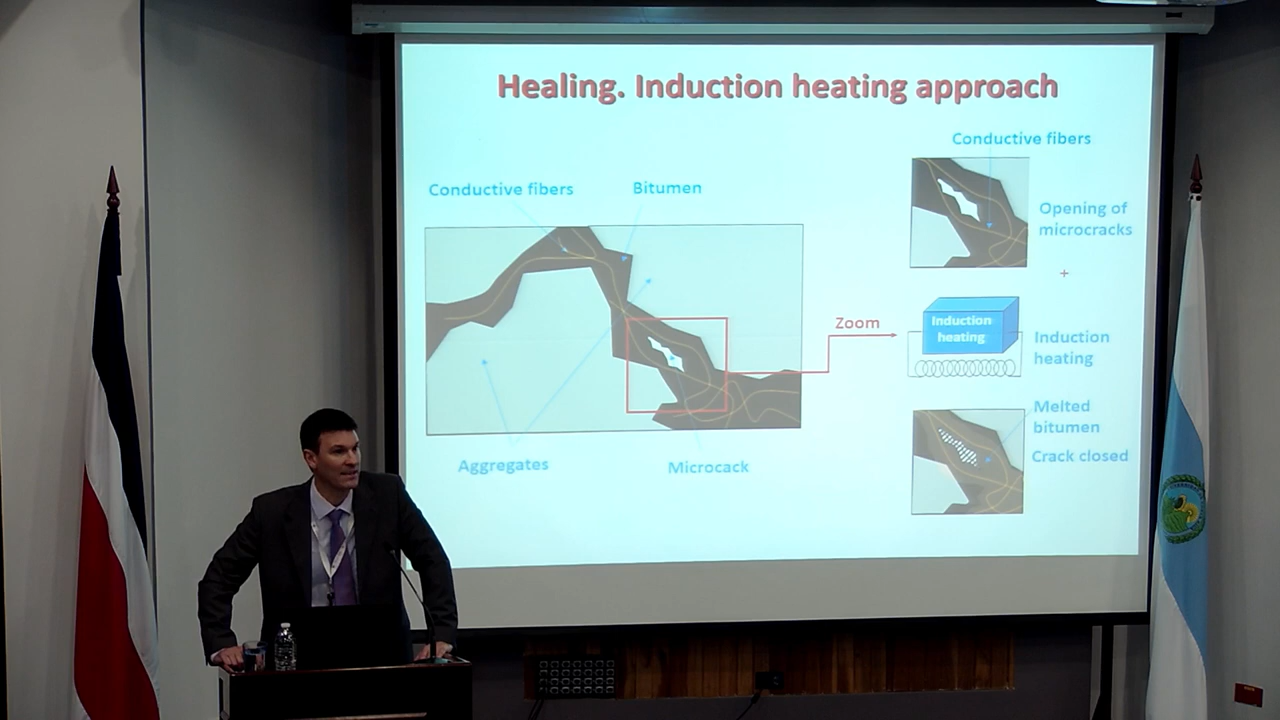 Healing. Induction heating approach
Conductive fibers
Bitumen
Aggregates
Microcack
Zoom
Conductive fibers
Opening of
microcracks
+
Induction
heating
Induction
heating
Melted
bitumen
Crack closed